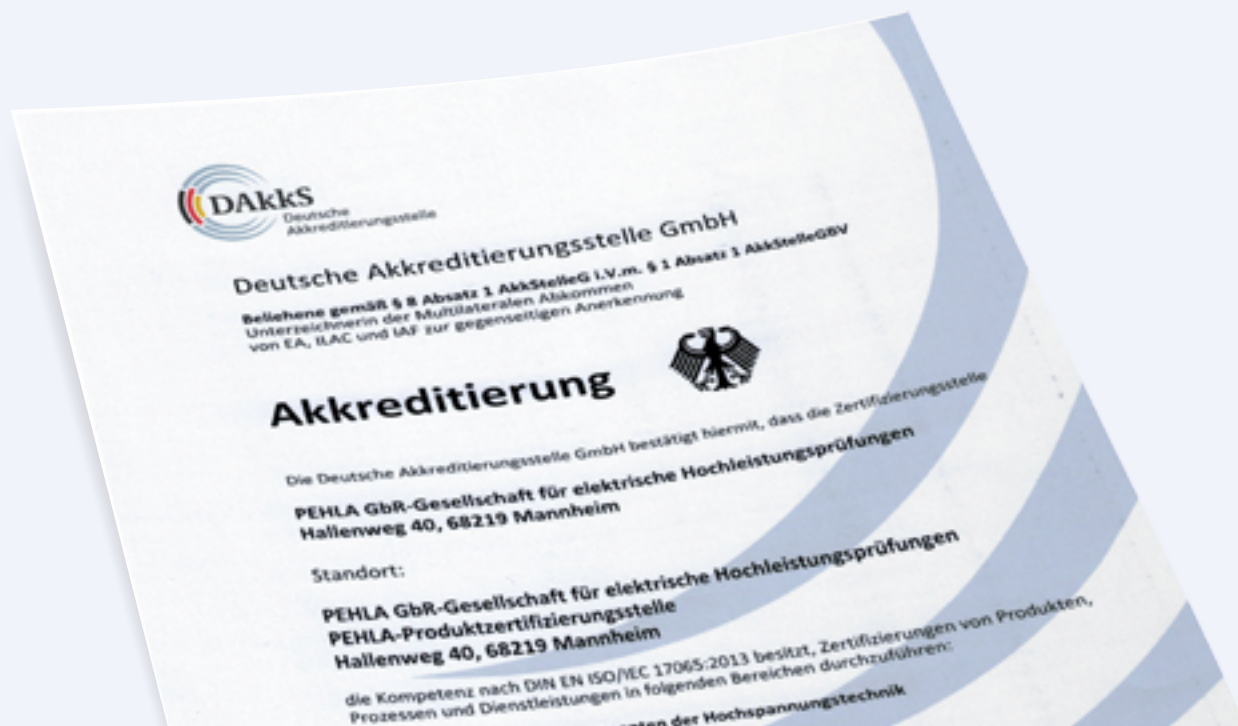 DAkkS
Deutsche
Akkreditierungsstelle
Deutsche Akkreditierungsstelle GmbH
Beliehene gemäß § 8 Absatz 1 AkkStelleG i.V.m. § 1 Absatz 1 AkkStelleGBV
Unterzeichnerin der Multilateralen Abkommen
von EA, ILAC und IAF zur gegenseitigen Anerkennung
Akkreditierung
Die Deutsche Akkreditierungsstelle GmbH bestätigt hiermit, dass die Zertifizierungsstelle
PEHLA GbR-Gesellschaft für elektrische Hochleistungsprüfungen
Hallenweg 40, 68219 Mannheim
Standort:
PEHLA GbR-Gesellschaft für elektrische Hochleistungsprüfungen
PEHLA-Produktzertifizierungsstelle
Hallenweg 40, 68219 Mannheim
die Kompetenz nach DIN EN ISO/IEC 17065:2013 besitzt, Zertifizierungen von Produkten,
Prozessen und Dienstleistungen in folgenden Bereichen durchzuführen:
der Hochspannungstechnik